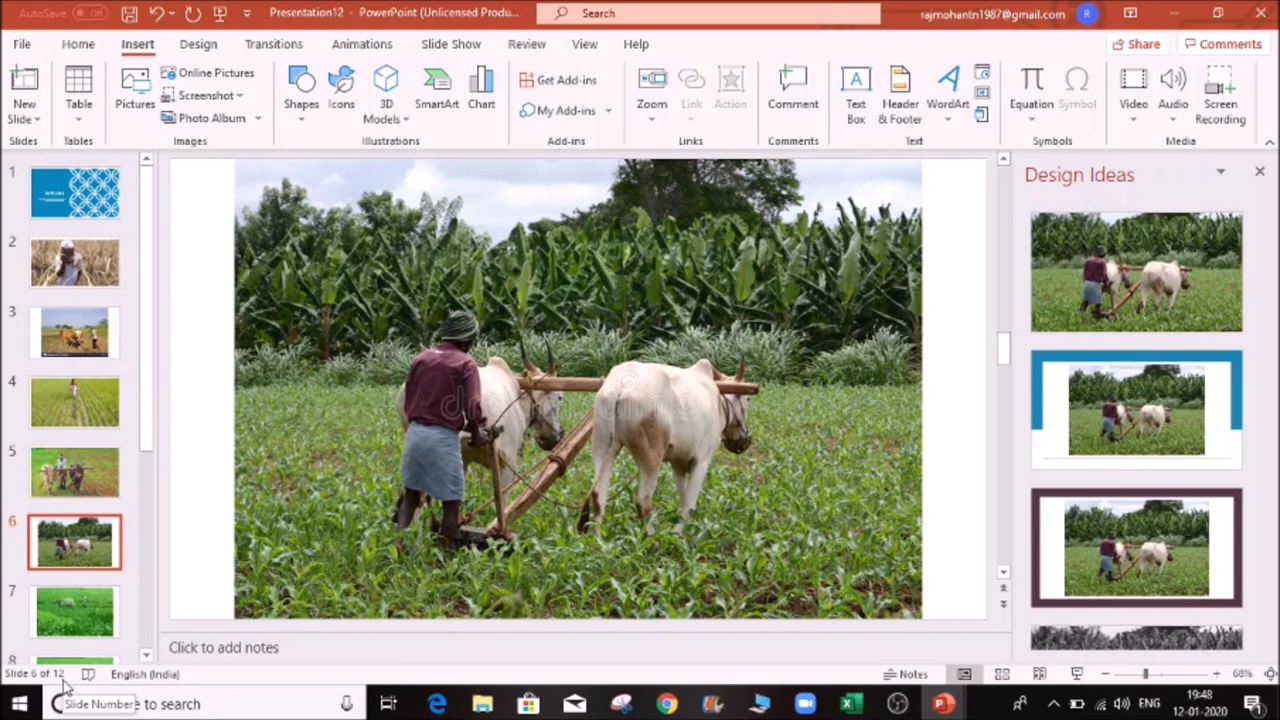 AutoSave Off Presentation12 - PowerPoint (Unlicensed Produ... Search rajmohantn1987@gmail.com R
File Home Insert Design Transitions Animations Slide Show Review View Help Share Comments
New Slide Table Pictures Online Pictures Screenshot Photo Album Shapes Icons 3D Models SmartArt Chart Get Add-ins My Add-ins Zoom Link Action Comment Text Box Header & Footer WordArt Equation Symbol Video Audio Screen Recording
Slides Tables Images Illustrations Add-ins Links Comments Text Symbols Media
Design Ideas
1
2
3
4
5
6
7
8
Click to add notes
Slide 6 of 12 English (India) Notes 68%
Slide Number
e to search
ENG
19:48
12-01-2020
1
R